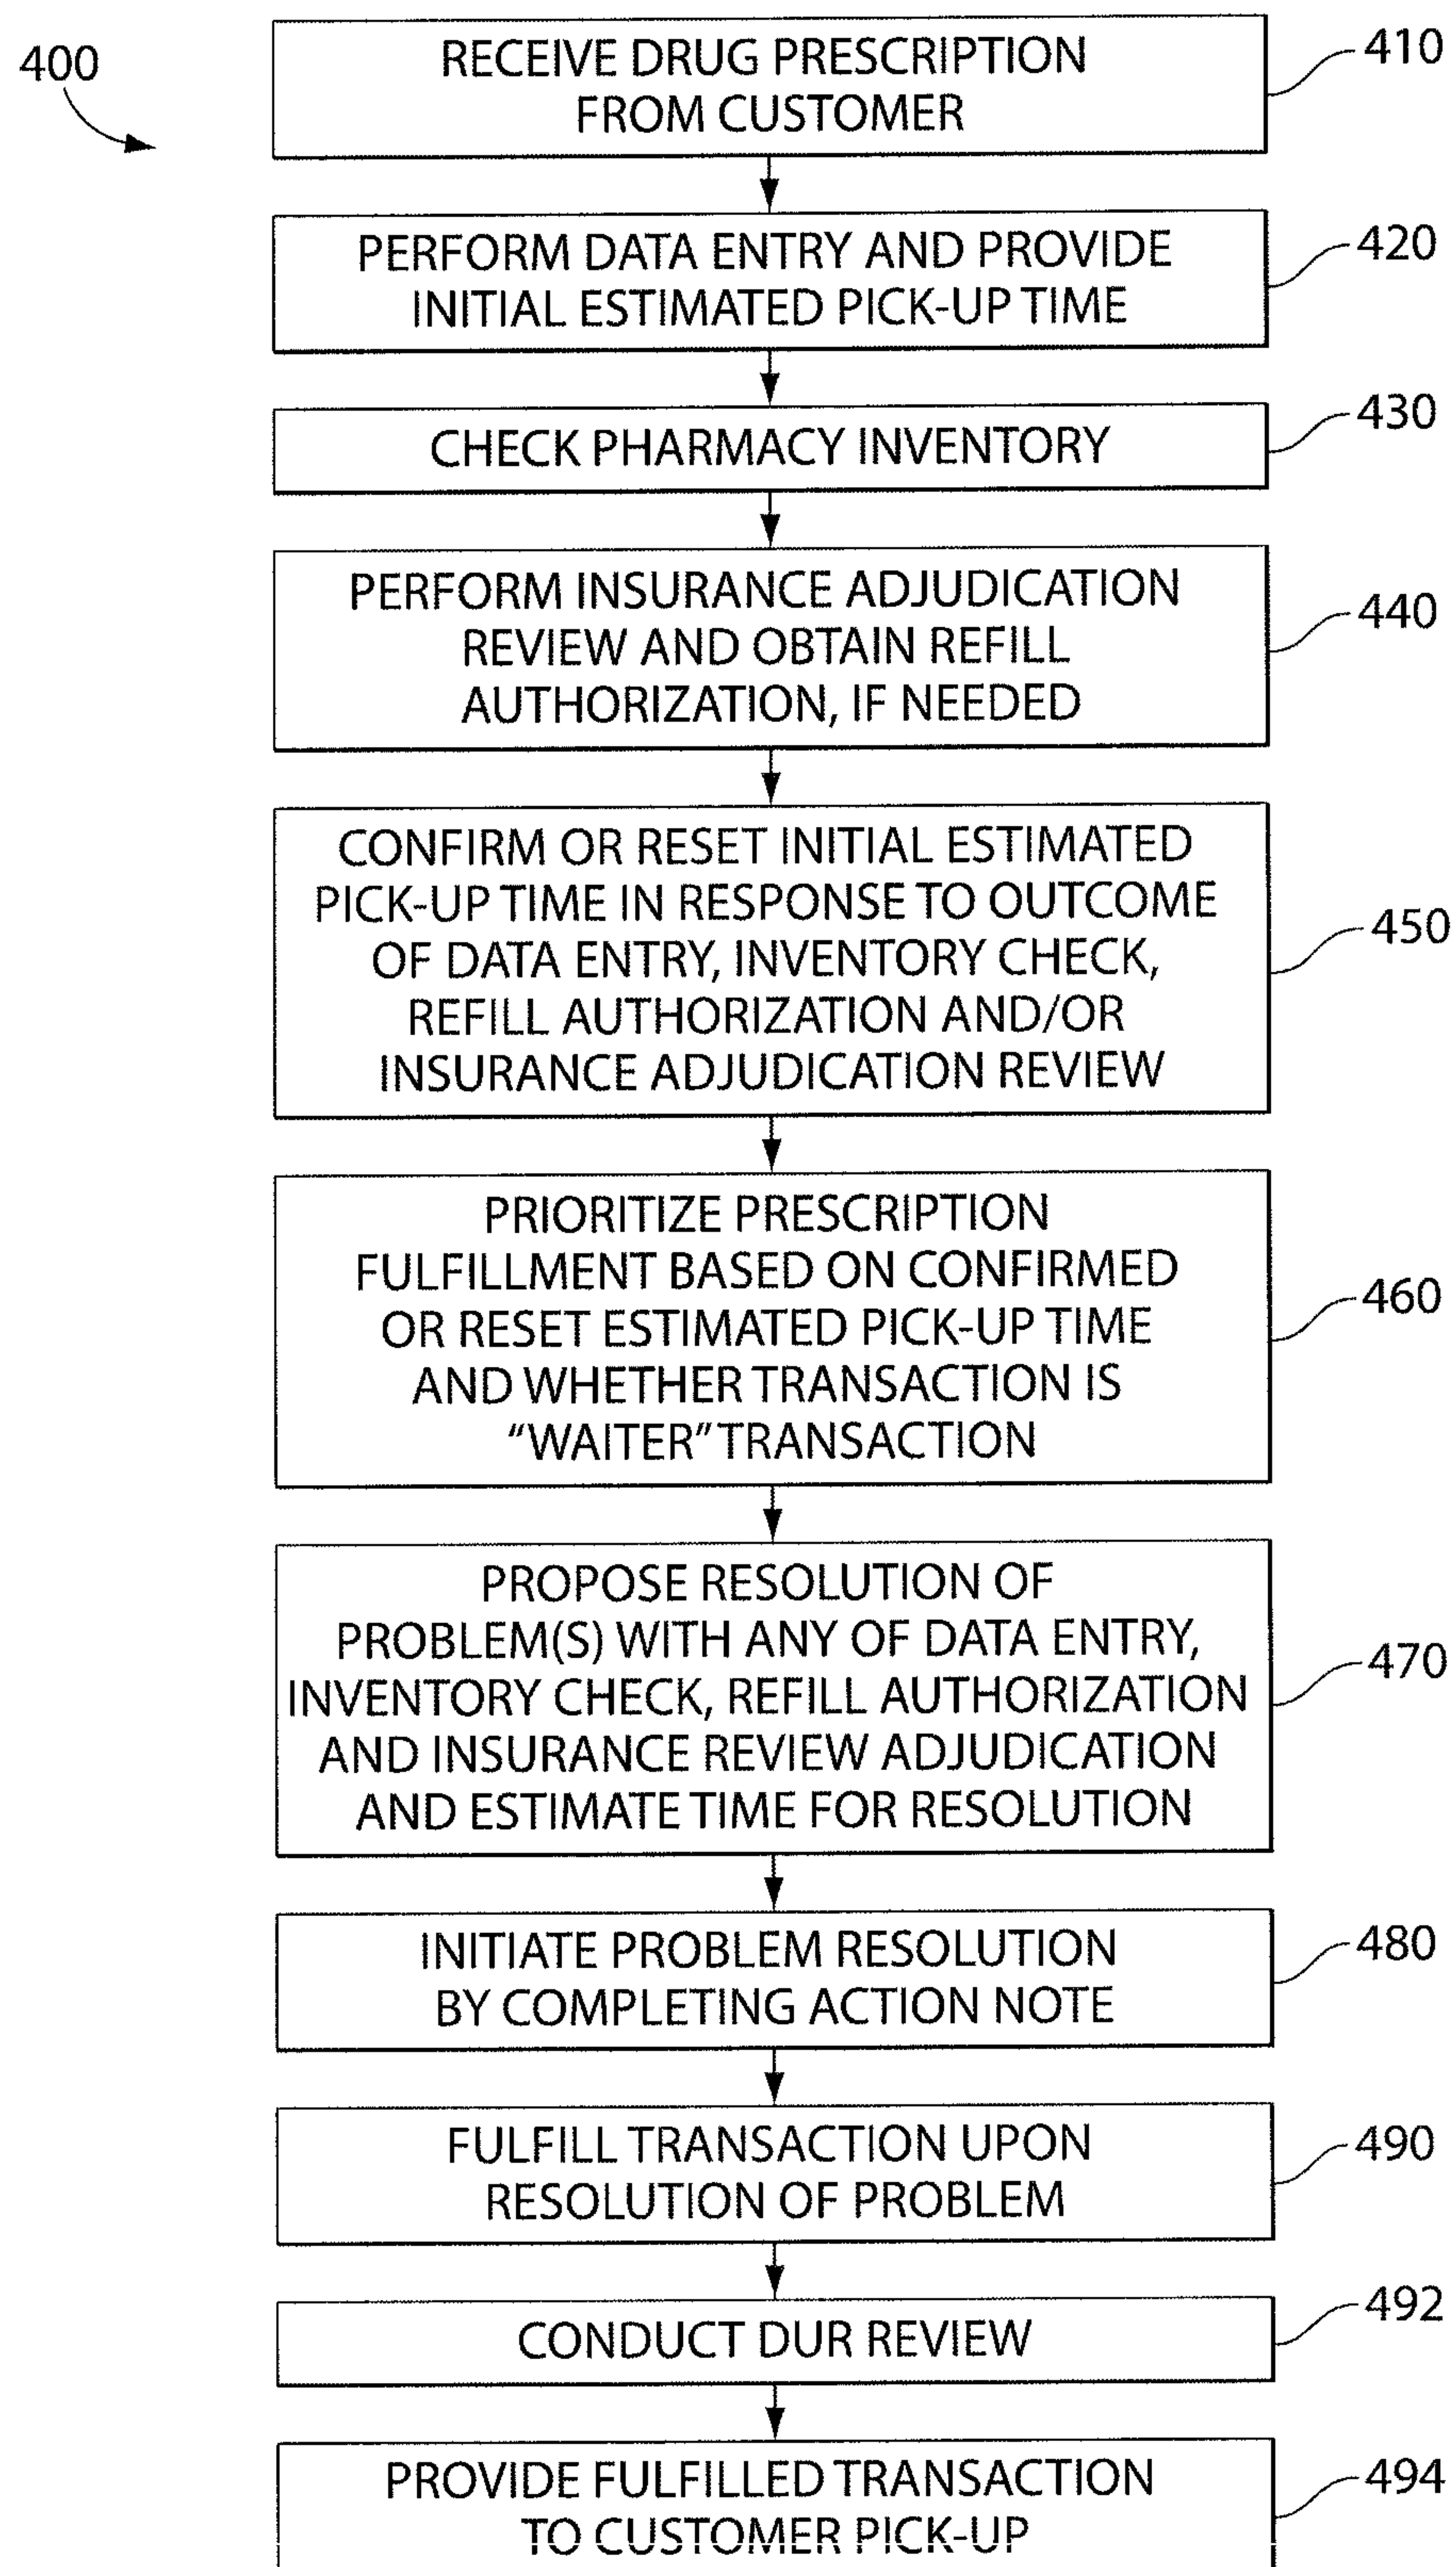 400
RECEIVE DRUG PRESCRIPTION
FROM CUSTOMER
410
PERFORM DATA ENTRY AND PROVIDE
INITIAL ESTIMATED PICK-UP TIME
420
CHECK PHARMACY INVENTORY
430
PERFORM INSURANCE ADJUDICATION
REVIEW AND OBTAIN REFILL
AUTHORIZATION, IF NEEDED
440
CONFIRM OR RESET INITIAL ESTIMATED
PICK-UP TIME IN RESPONSE TO OUTCOME
OF DATA ENTRY, INVENTORY CHECK,
REFILL AUTHORIZATION AND/OR
INSURANCE ADJUDICATION REVIEW
450
PRIORITIZE PRESCRIPTION
FULFILLMENT BASED ON CONFIRMED
OR RESET ESTIMATED PICK-UP TIME
AND WHETHER TRANSACTION IS
“WAITER” TRANSACTION
460
PROPOSE RESOLUTION OF
PROBLEM(S) WITH ANY OF DATA ENTRY,
INVENTORY CHECK, REFILL AUTHORIZATION
AND INSURANCE REVIEW ADJUDICATION
AND ESTIMATE TIME FOR RESOLUTION
470
INITIATE PROBLEM RESOLUTION
BY COMPLETING ACTION NOTE
480
FULFILL TRANSACTION UPON
RESOLUTION OF PROBLEM
490
CONDUCT DUR REVIEW
492
PROVIDE FULFILLED TRANSACTION
TO CUSTOMER PICK-UP
494